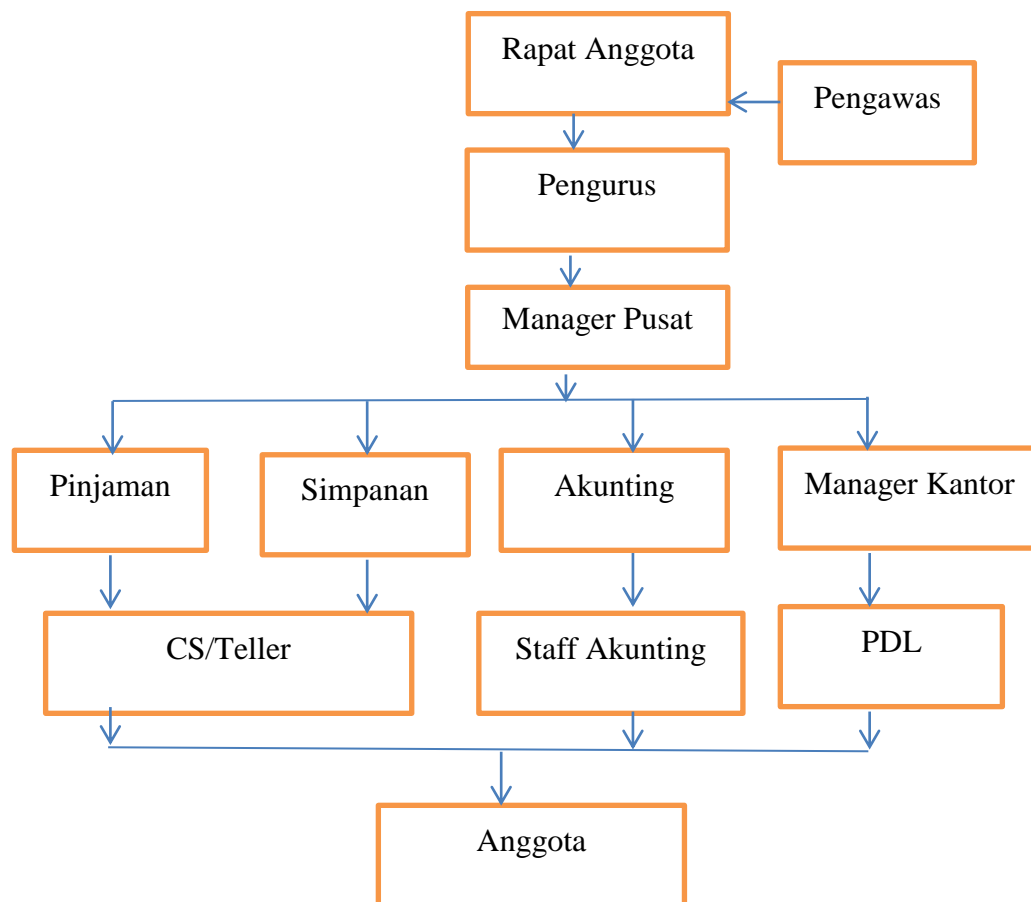 Rapat Anggota
Pengawas
Pengurus
Manager Pusat
Pinjaman
Simpanan
Akunting
Manager Kantor
CS/Teller
Staff Akunting
PDL
Anggota